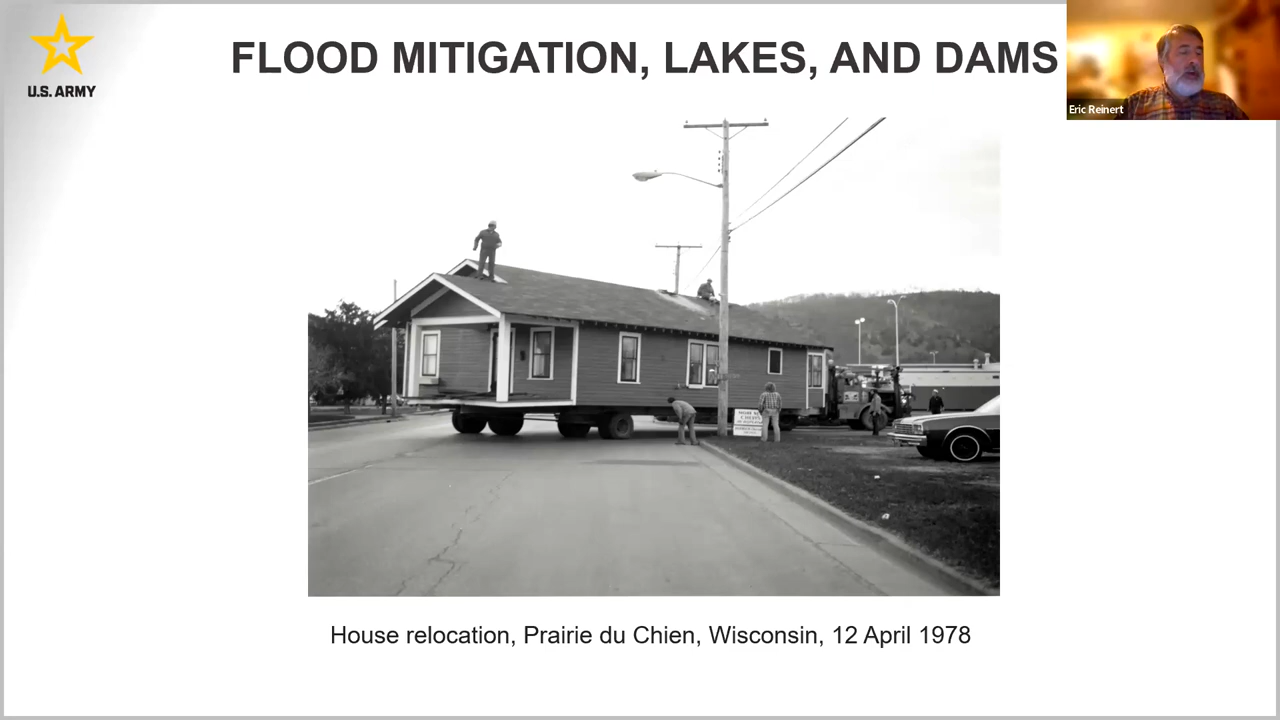 FLOOD MITIGATION, LAKES, AND DAMS
U.S. ARMY
Eric Reinert
House relocation, Prairie du Chien, Wisconsin, 12 April 1978